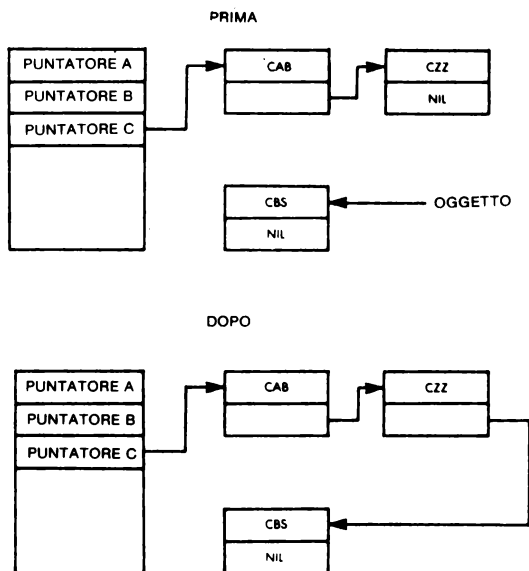 PRIMA
PUNTATORE A
PUNTATORE B
PUNTATORE C
CAB
CZZ
NIL
CBS
NIL
OGGETTO
DOPO
PUNTATORE A
PUNTATORE B
PUNTATORE C
CAB
CZZ
CBS
NIL